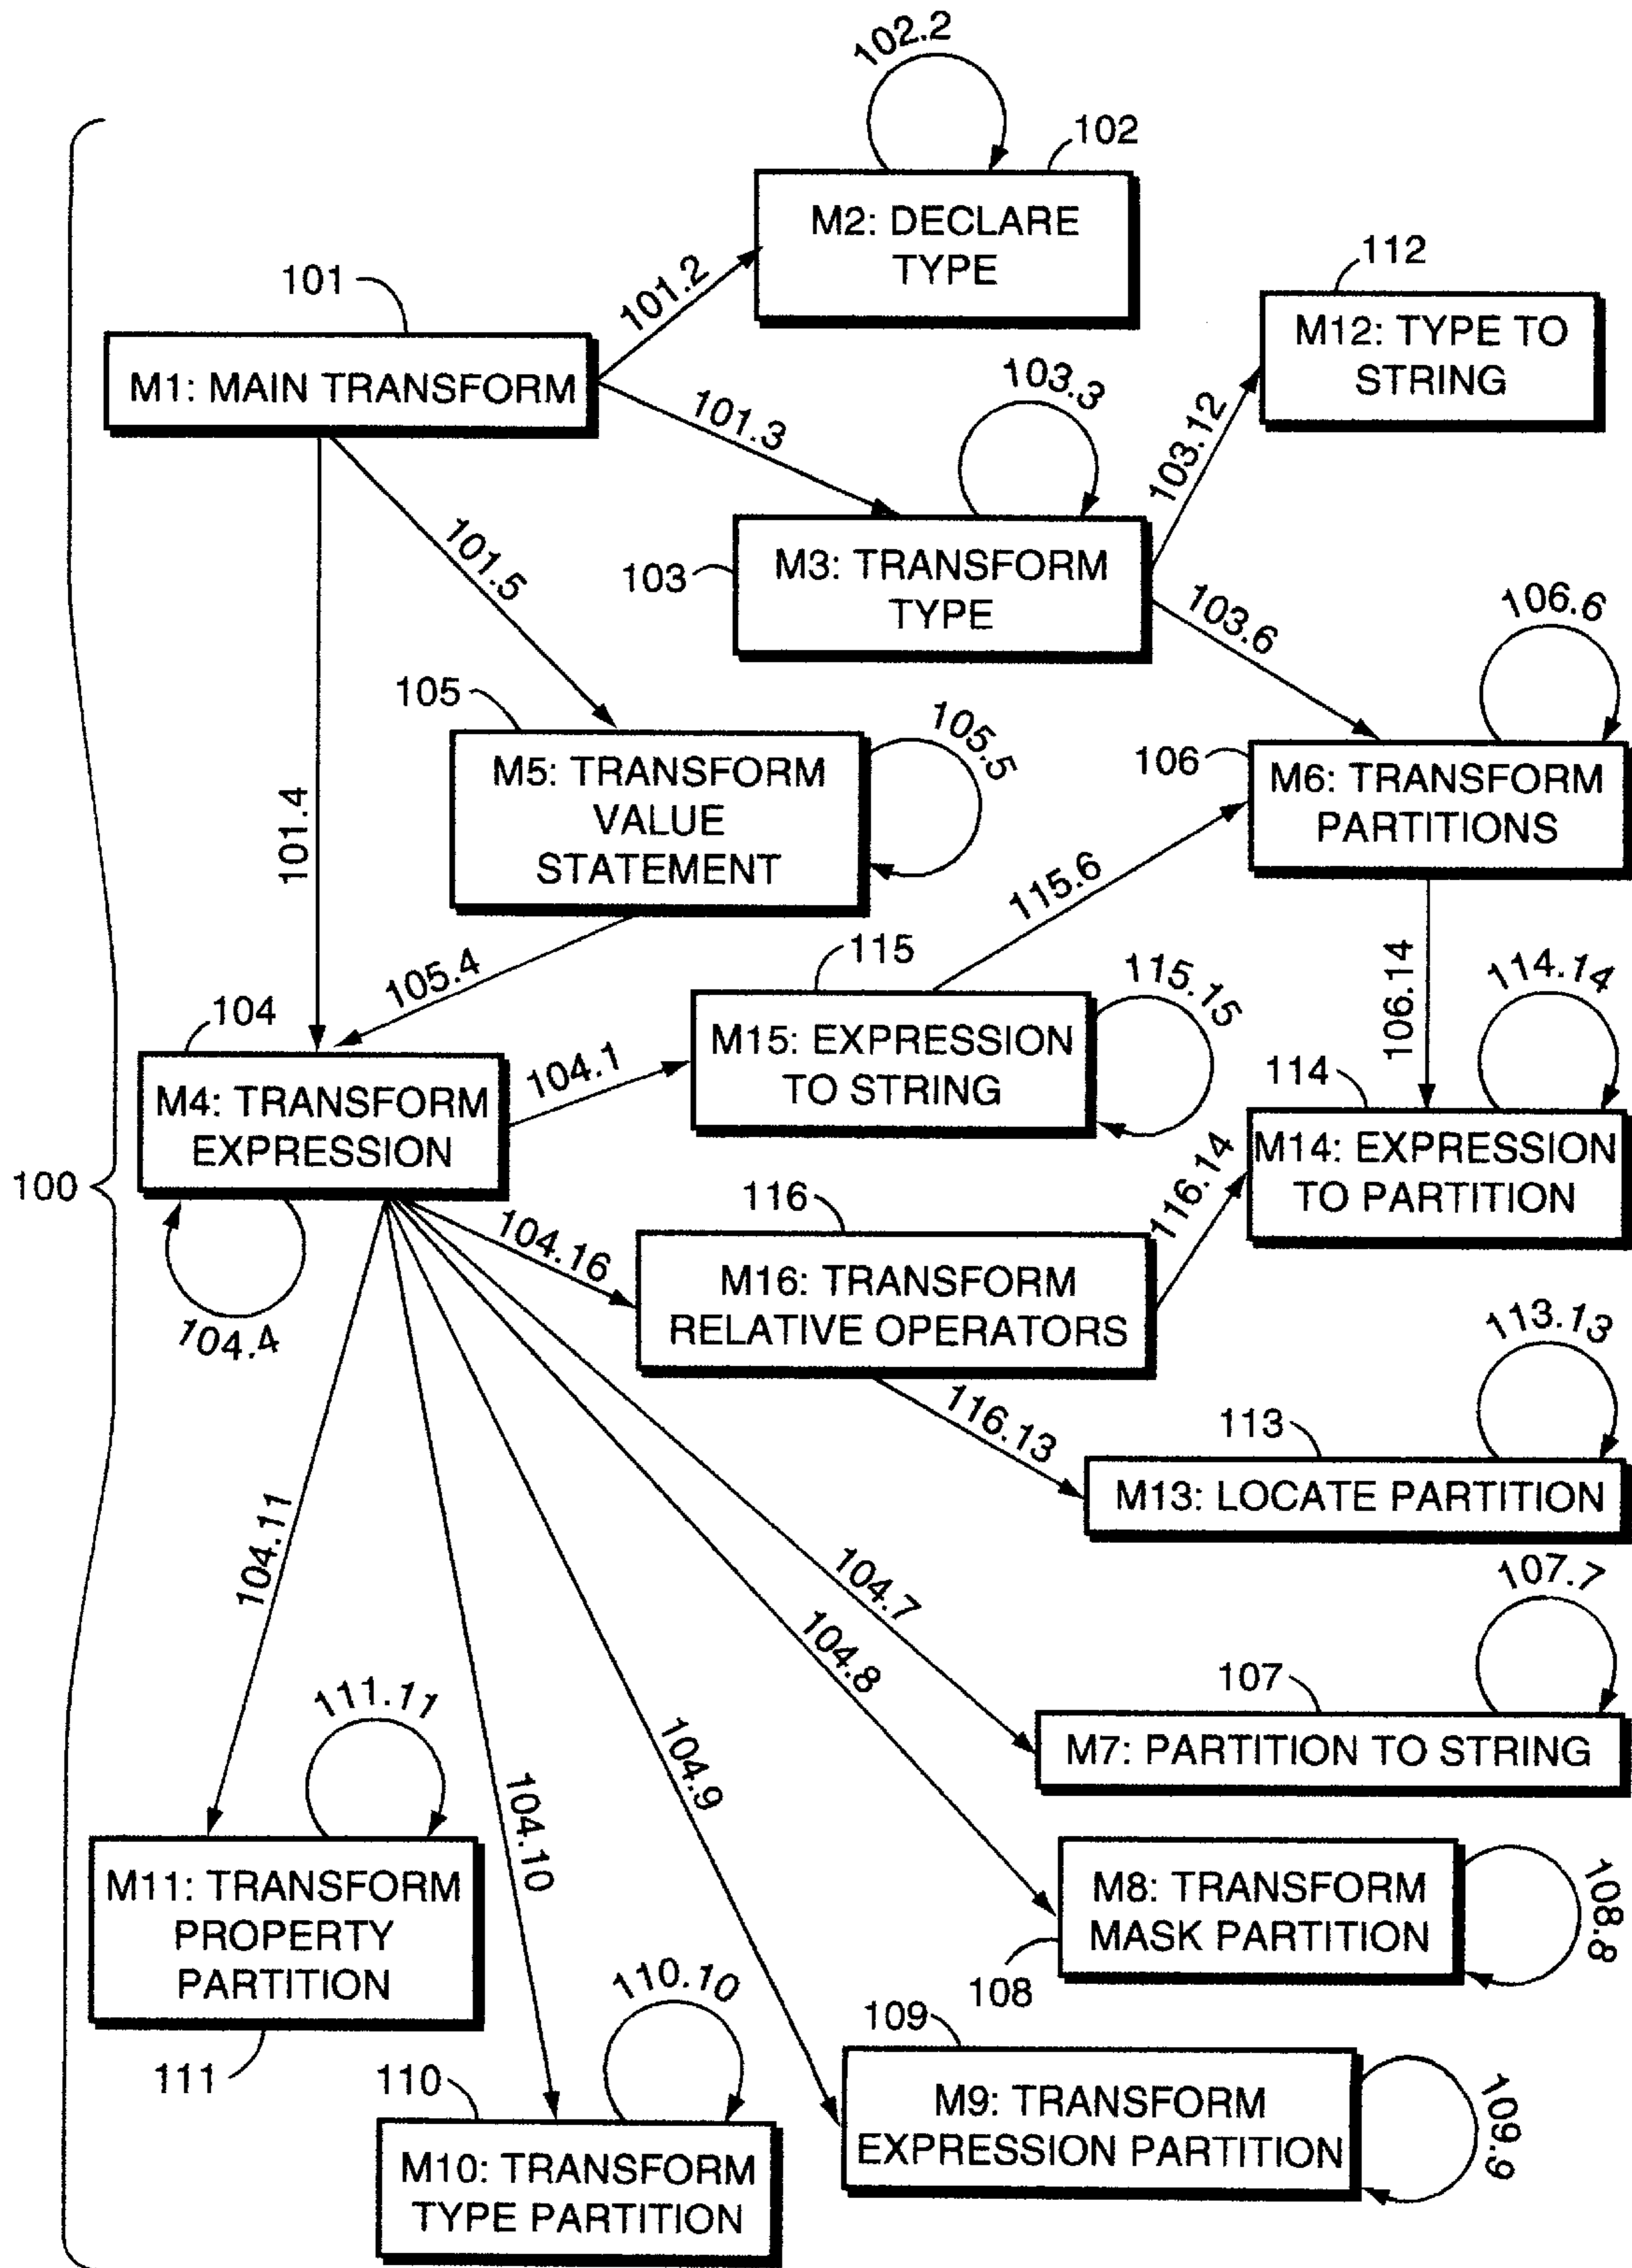 102.2
102
M2: DECLARE
TYPE
101.2
112
101
M12: TYPE TO
STRING
M1: MAIN TRANSFORM
103.3
101.3
103.12
101.5
103
M3: TRANSFORM
TYPE
103.6
106.6
105
105.5
106
M5: TRANSFORM
VALUE
STATEMENT
M6: TRANSFORM
PARTITIONS
101.4
115.6
105.4
115
115.15
106.14
114.14
104
104.1
M15: EXPRESSION
TO STRING
114
M4: TRANSFORM
EXPRESSION
M14: EXPRESSION
TO PARTITION
100
116
116.14
104.16
104.4
M16: TRANSFORM
RELATIVE OPERATORS
113.13
116.13
113
M13: LOCATE PARTITION
104.11
104.7
107.7
104.8
111.11
107
104.9
M7: PARTITION TO STRING
104.10
M11: TRANSFORM
PROPERTY
PARTITION
M8: TRANSFORM
MASK PARTITION
108.8
110.10
108
111
109
110
M9: TRANSFORM
EXPRESSION PARTITION
109.9
M10: TRANSFORM
TYPE PARTITION